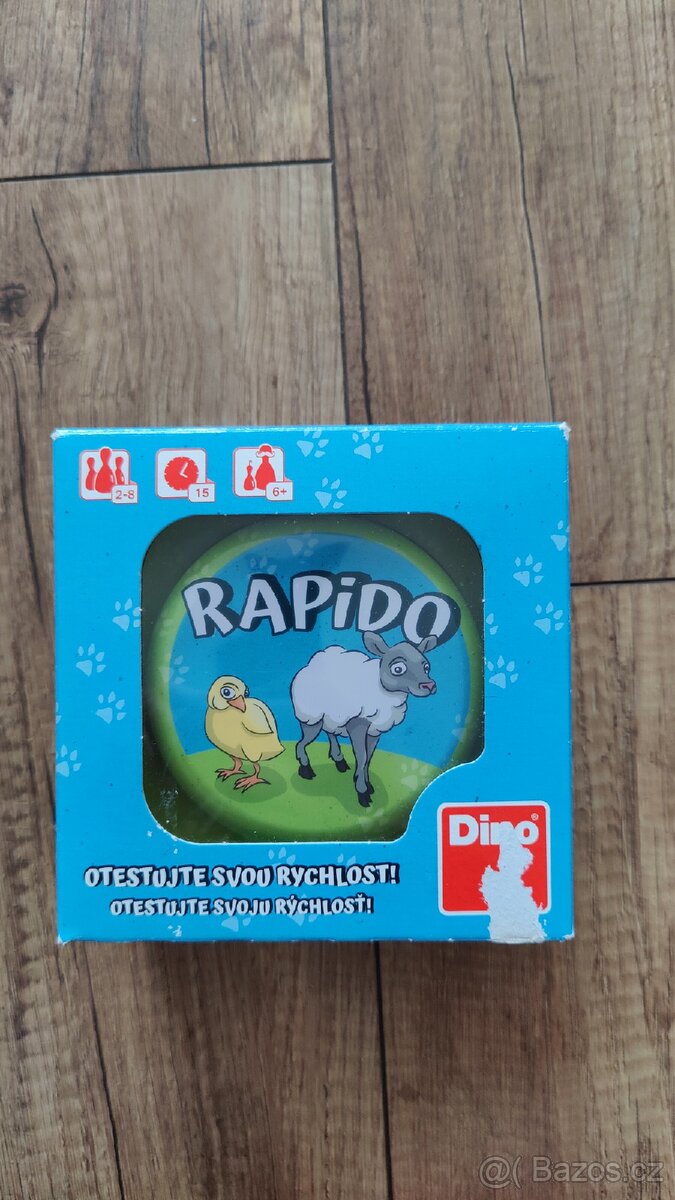 2-8
15
6+
RAPiDO
OTESTUJTE SVOU RYCHLOST!
OTESTUJTE SVOJU RÝCHLOSŤ!
Dino®
@( Bazos.cz